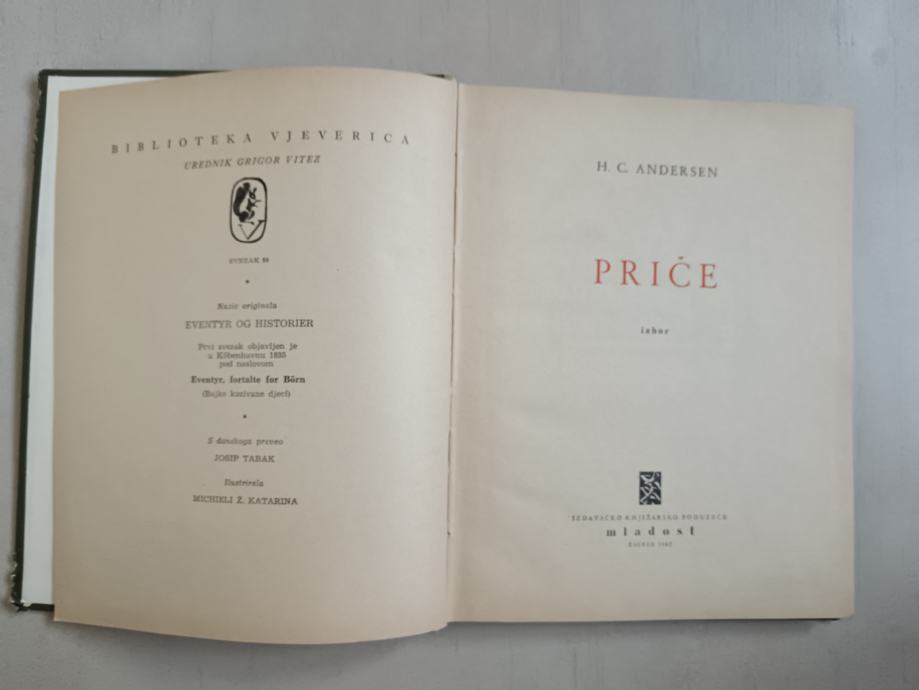 BIBLIOTEKA VJEVERICA
UREDNIK GRIGOR VITEZ
V
SVEZAK
*
Naziv originala
EVENTYR OG HISTORIER
Prvi svezak objavljen je
u Köbenhavnu 1835
pod naslovom
Eventyr, fortalte for Börn
(Bajke kazivane djeci)
*
S danskoga preveo
JOSIP TABAK
Ilustrirala
MICHIELI Ž. KATARINA
H. C. ANDERSEN
PRIČE
izbor
IZDAVAČKO KNJIŽARSKO PODUZEĆE
mladost
ZAGREB